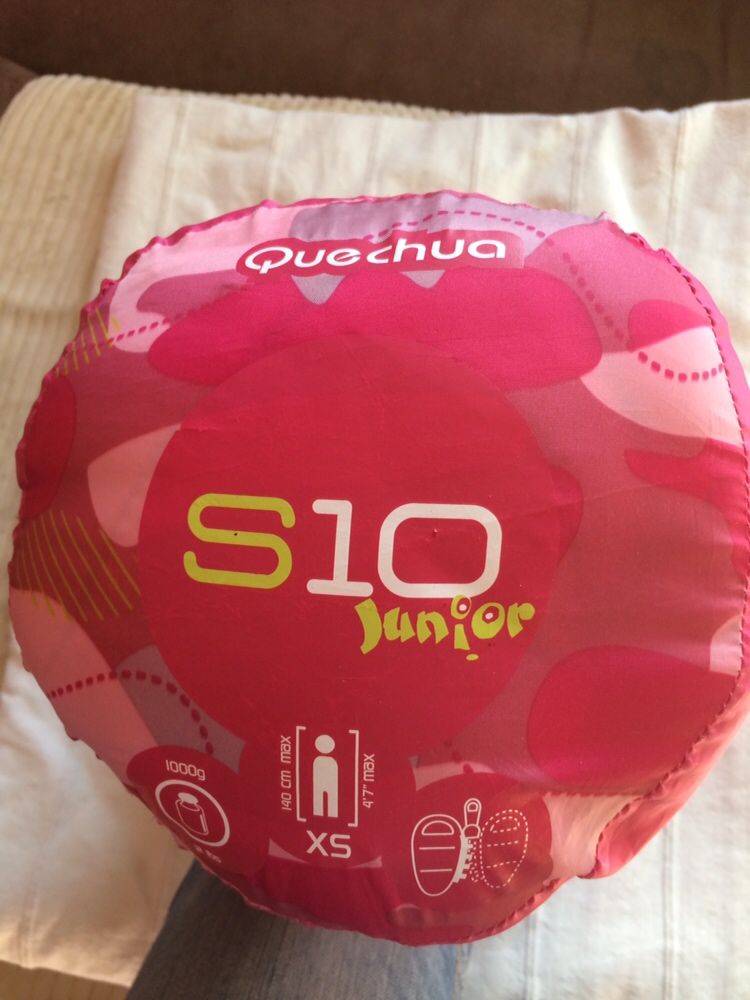 Quechua
S10
Junior
1000g
140 cm max
4'7" max
XS